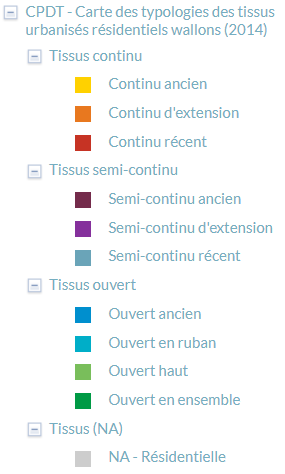 CPDT - Carte des typologies des tissus
urbanisés résidentiels wallons (2014)
Tissus continu
Continu ancien
Continu d'extension
Continu récent
Tissus semi-continu
Semi-continu ancien
Semi-continu d'extension
Semi-continu récent
Tissus ouvert
Ouvert ancien
Ouvert en ruban
Ouvert haut
Ouvert en ensemble
Tissus (NA)
NA - Résidentielle